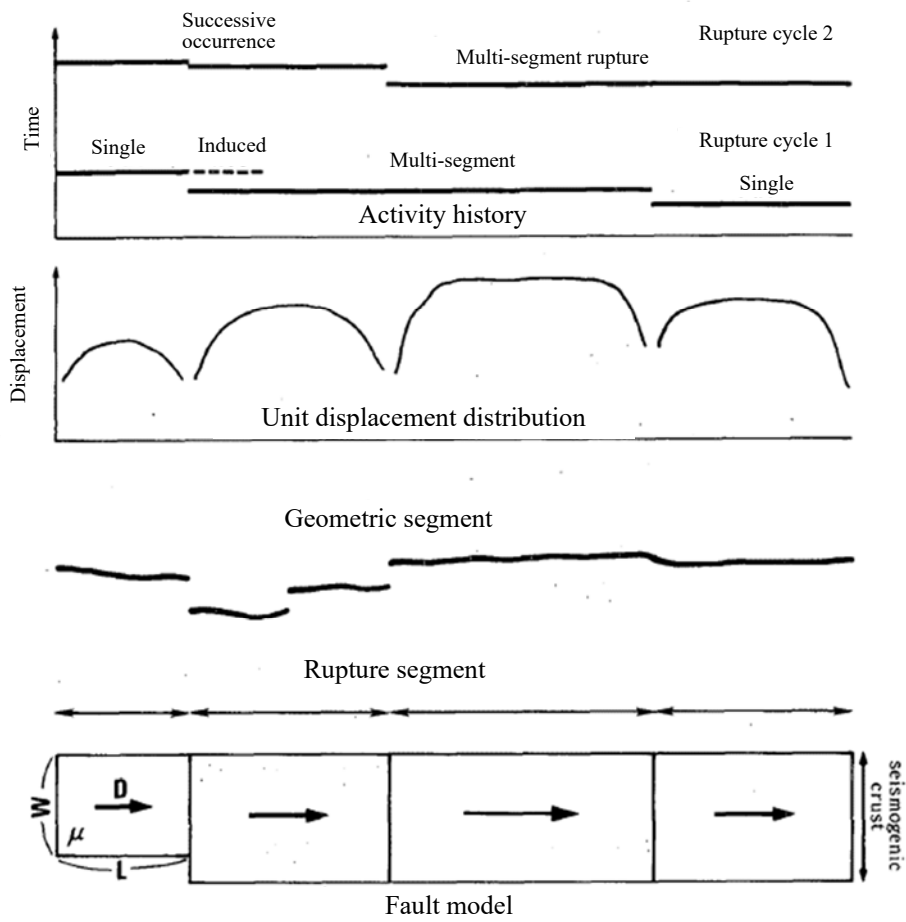 Successive
occurrence
Rupture cycle 2
Multi-segment rupture
Time
Single
Induced
Rupture cycle 1
Multi-segment
Single
Activity history
Displacement
Unit displacement distribution
Geometric segment
Rupture segment
W
D
μ
L
seismogenic
crust
Fault model